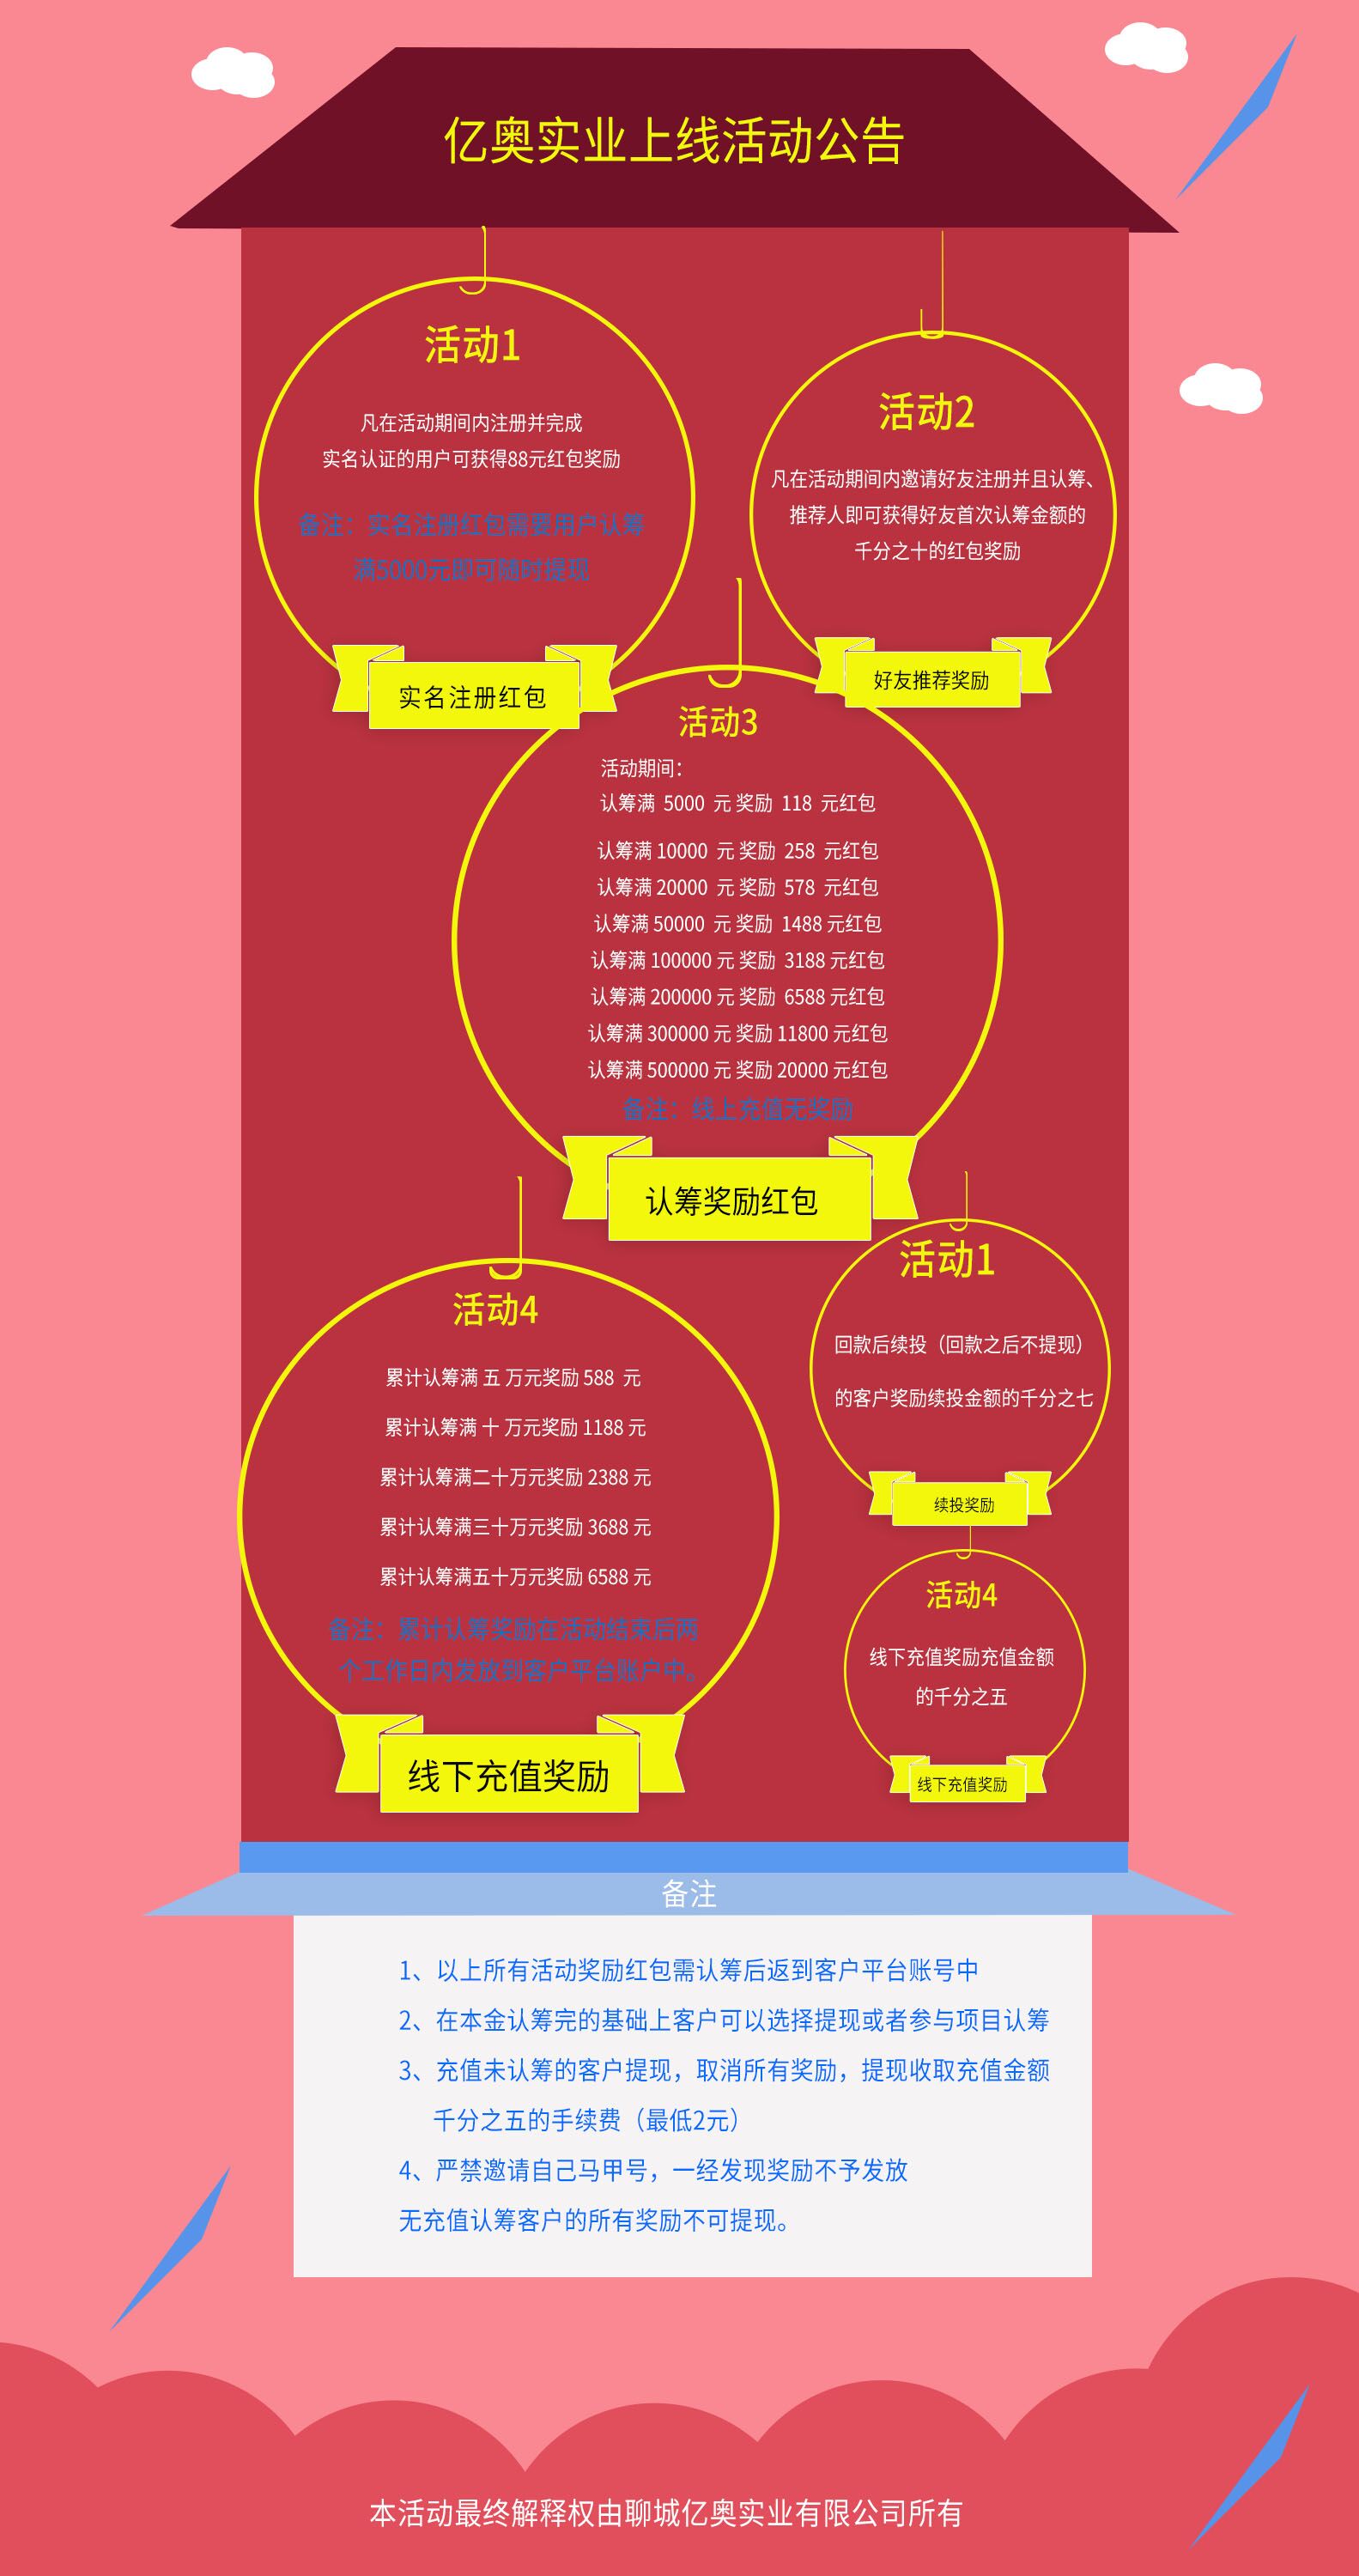 亿奥实业上线活动公告
活动1
凡在活动期间内注册并完成
实名认证的用户可获得88元红包奖励
备注：实名注册红包需要用户认筹
满5000元即可随时提现
实名注册红包
活动2
凡在活动期间内邀请好友注册并且认筹、
推荐人即可获得好友首次认筹金额的
千分之十的红包奖励
好友推荐奖励
活动3
活动期间：
认筹满 5000 元 奖励 118 元红包
认筹满 10000 元 奖励 258 元红包
认筹满 20000 元 奖励 578 元红包
认筹满 50000 元 奖励 1488 元红包
认筹满 100000 元 奖励 3188 元红包
认筹满 200000 元 奖励 6588 元红包
认筹满 300000 元 奖励 11800 元红包
认筹满 500000 元 奖励 20000 元红包
备注：线上充值无奖励
认筹奖励红包
活动4
累计认筹满 五 万元奖励 588 元
累计认筹满 十 万元奖励 1188 元
累计认筹满二十万元奖励 2388 元
累计认筹满三十万元奖励 3688 元
累计认筹满五十万元奖励 6588 元
备注：累计认筹奖励在活动结束后两
个工作日内发放到客户平台账户中。
线下充值奖励
活动1
回款后续投（回款之后不提现）
的客户奖励续投金额的千分之七
续投奖励
活动4
线下充值奖励充值金额
的千分之五
线下充值奖励
备注
1、以上所有活动奖励红包需认筹后返到客户平台账号中
2、在本金认筹完的基础上客户可以选择提现或者参与项目认筹
3、充值未认筹的客户提现，取消所有奖励，提现收取充值金额
千分之五的手续费（最低2元）
4、严禁邀请自己马甲号，一经发现奖励不予发放
无充值认筹客户的所有奖励不可提现。
本活动最终解释权由聊城亿奥实业有限公司所有